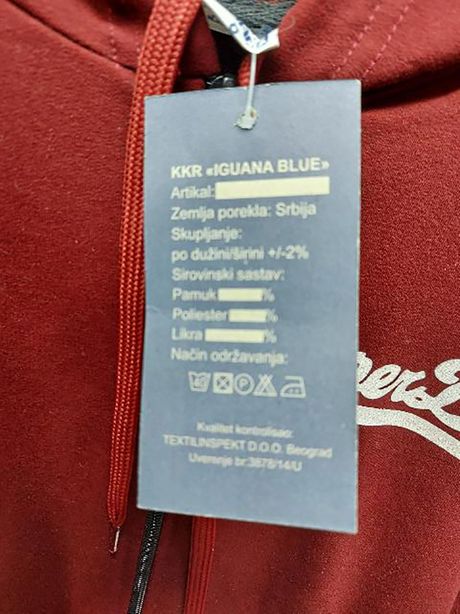 KKR «IGUANA BLUE»
Artikal:
Zemlja porekla: Srbija
Skupljanje:
po dužini/širini +/-2%
Sirovinski sastav:
Pamuk %
Poliester %
Likra %
Način održavanja:
Kvalitet kontrolisao:
TEXTILINSPEKT D.O.O. Beograd
Uverenje br:3878/14/U